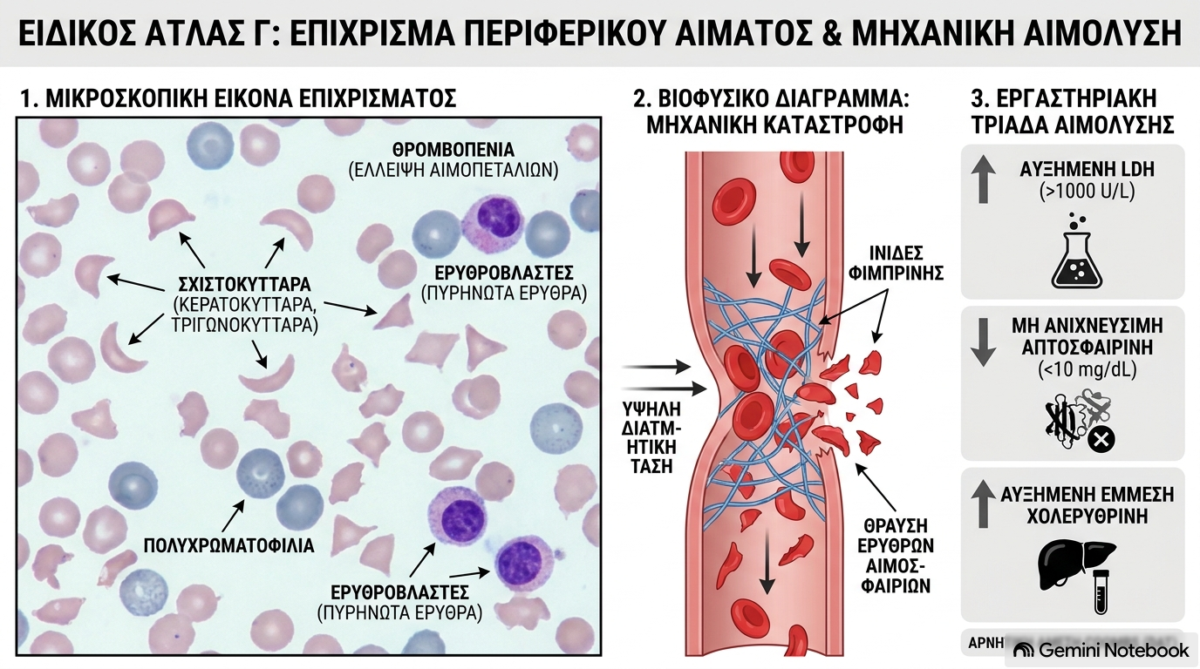 ΕΙΔΙΚΟΣ ΑΤΛΑΣ Γ: ΕΠΙΧΡΙΣΜΑ ΠΕΡΙΦΕΡΙΚΟΥ ΑΙΜΑΤΟΣ & ΜΗΧΑΝΙΚΗ ΑΙΜΟΛΥΣΗ
1. ΜΙΚΡΟΣΚΟΠΙΚΗ ΕΙΚΟΝΑ ΕΠΙΧΡΙΣΜΑΤΟΣ
ΘΡΟΜΒΟΠΕΝΙΑ
(ΕΛΛΕΙΨΗ ΑΙΜΟΠΕΤΑΛΙΩΝ)
ΕΡΥΘΡΟΒΛΑΣΤΕΣ
(ΠΥΡΗΝΩΤΑ ΕΡΥΘΡΑ)
ΣΧΙΣΤΟΚΥΤΤΑΡΑ
(ΚΕΡΑΤΟΚΥΤΤΑΡΑ,
ΤΡΙΓΩΝΟΚΥΤΤΑΡΑ)
ΠΟΛΥΧΡΩΜΑΤΟΦΙΛΙΑ
ΕΡΥΘΡΟΒΛΑΣΤΕΣ
(ΠΥΡΗΝΩΤΑ ΕΡΥΘΡΑ)
2. ΒΙΟΦΥΣΙΚΟ ΔΙΑΓΡΑΜΜΑ:
ΜΗΧΑΝΙΚΗ ΚΑΤΑΣΤΡΟΦΗ
ΙΝΙΔΕΣ
ΦΙΜΠΡΙΝΗΣ
ΥΨΗΛΗ
ΔΙΑΤΜ-
ΗΤΙΚΗ
ΤΑΣΗ
ΘΡΑΥΣΗ
ΕΡΥΘΡΩΝ
ΑΙΜΟΣ-
ΦΑΙΡΙΩΝ
3. ΕΡΓΑΣΤΗΡΙΑΚΗ
ΤΡΙΑΔΑ ΑΙΜΟΛΥΣΗΣ
ΑΥΞΗΜΕΝΗ LDH
(>1000 U/L)
ΜΗ ΑΝΙΧΝΕΥΣΙΜΗ
ΑΠΤΟΣΦΑΙΡΙΝΗ
(<10 mg/dL)
ΑΥΞΗΜΕΝΗ ΕΜΜΕΣΗ
ΧΟΛΕΡΥΘΡΙΝΗ
Gemini Notebook